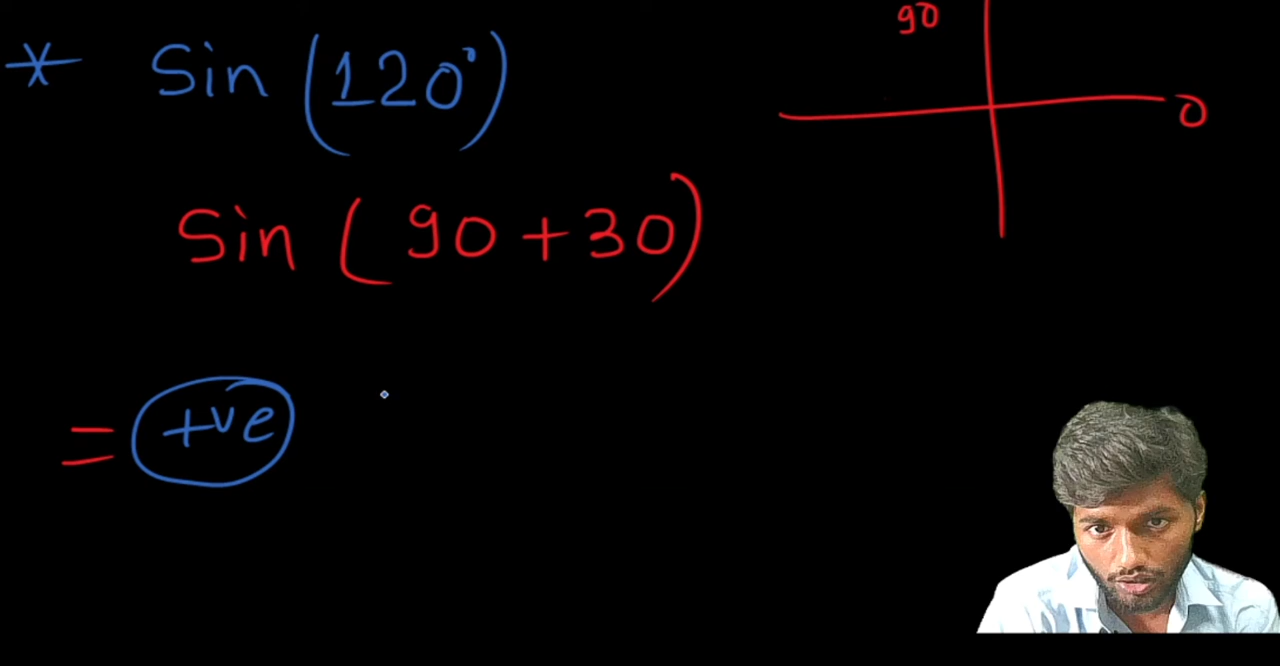 * Sin (120°)
90
0
Sin (90+30)
= +ve